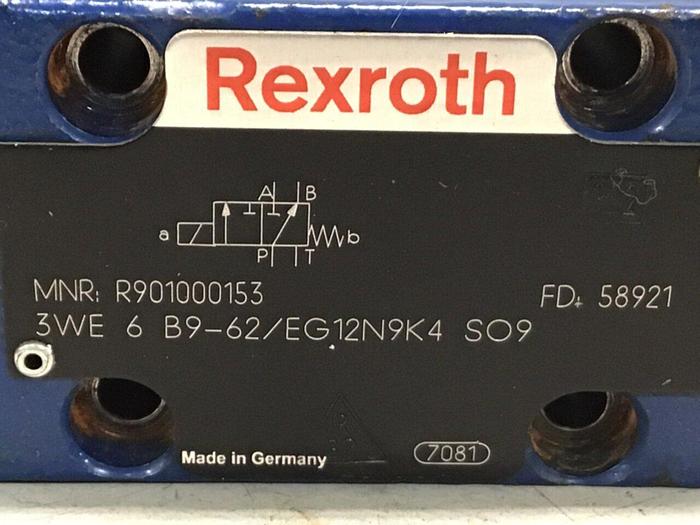 Rexroth
A B
a b
P T
MNR: R901000153 FD: 58921
3WE 6 B9-62/EG12N9K4 SO9
Made in Germany 7081